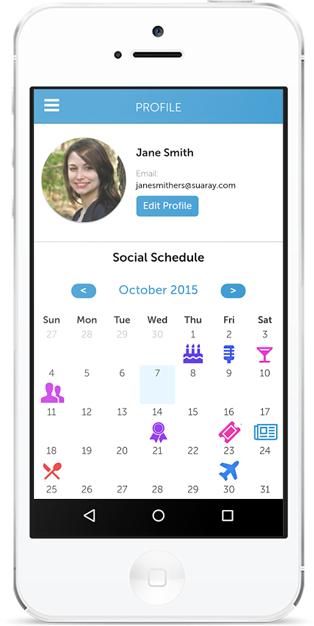 PROFILE
Jane Smith
Email:
janesmithers@suaray.com
Edit Profile
Social Schedule
< October 2015 >
Sun Mon Tue Wed Thu Fri Sat
27 28 29 30 1 2 3
4 5 6 7 8 9 10
11 12 13 14 15 16 17
18 19 20 21 22 23 24
25 26 27 28 29 30 31